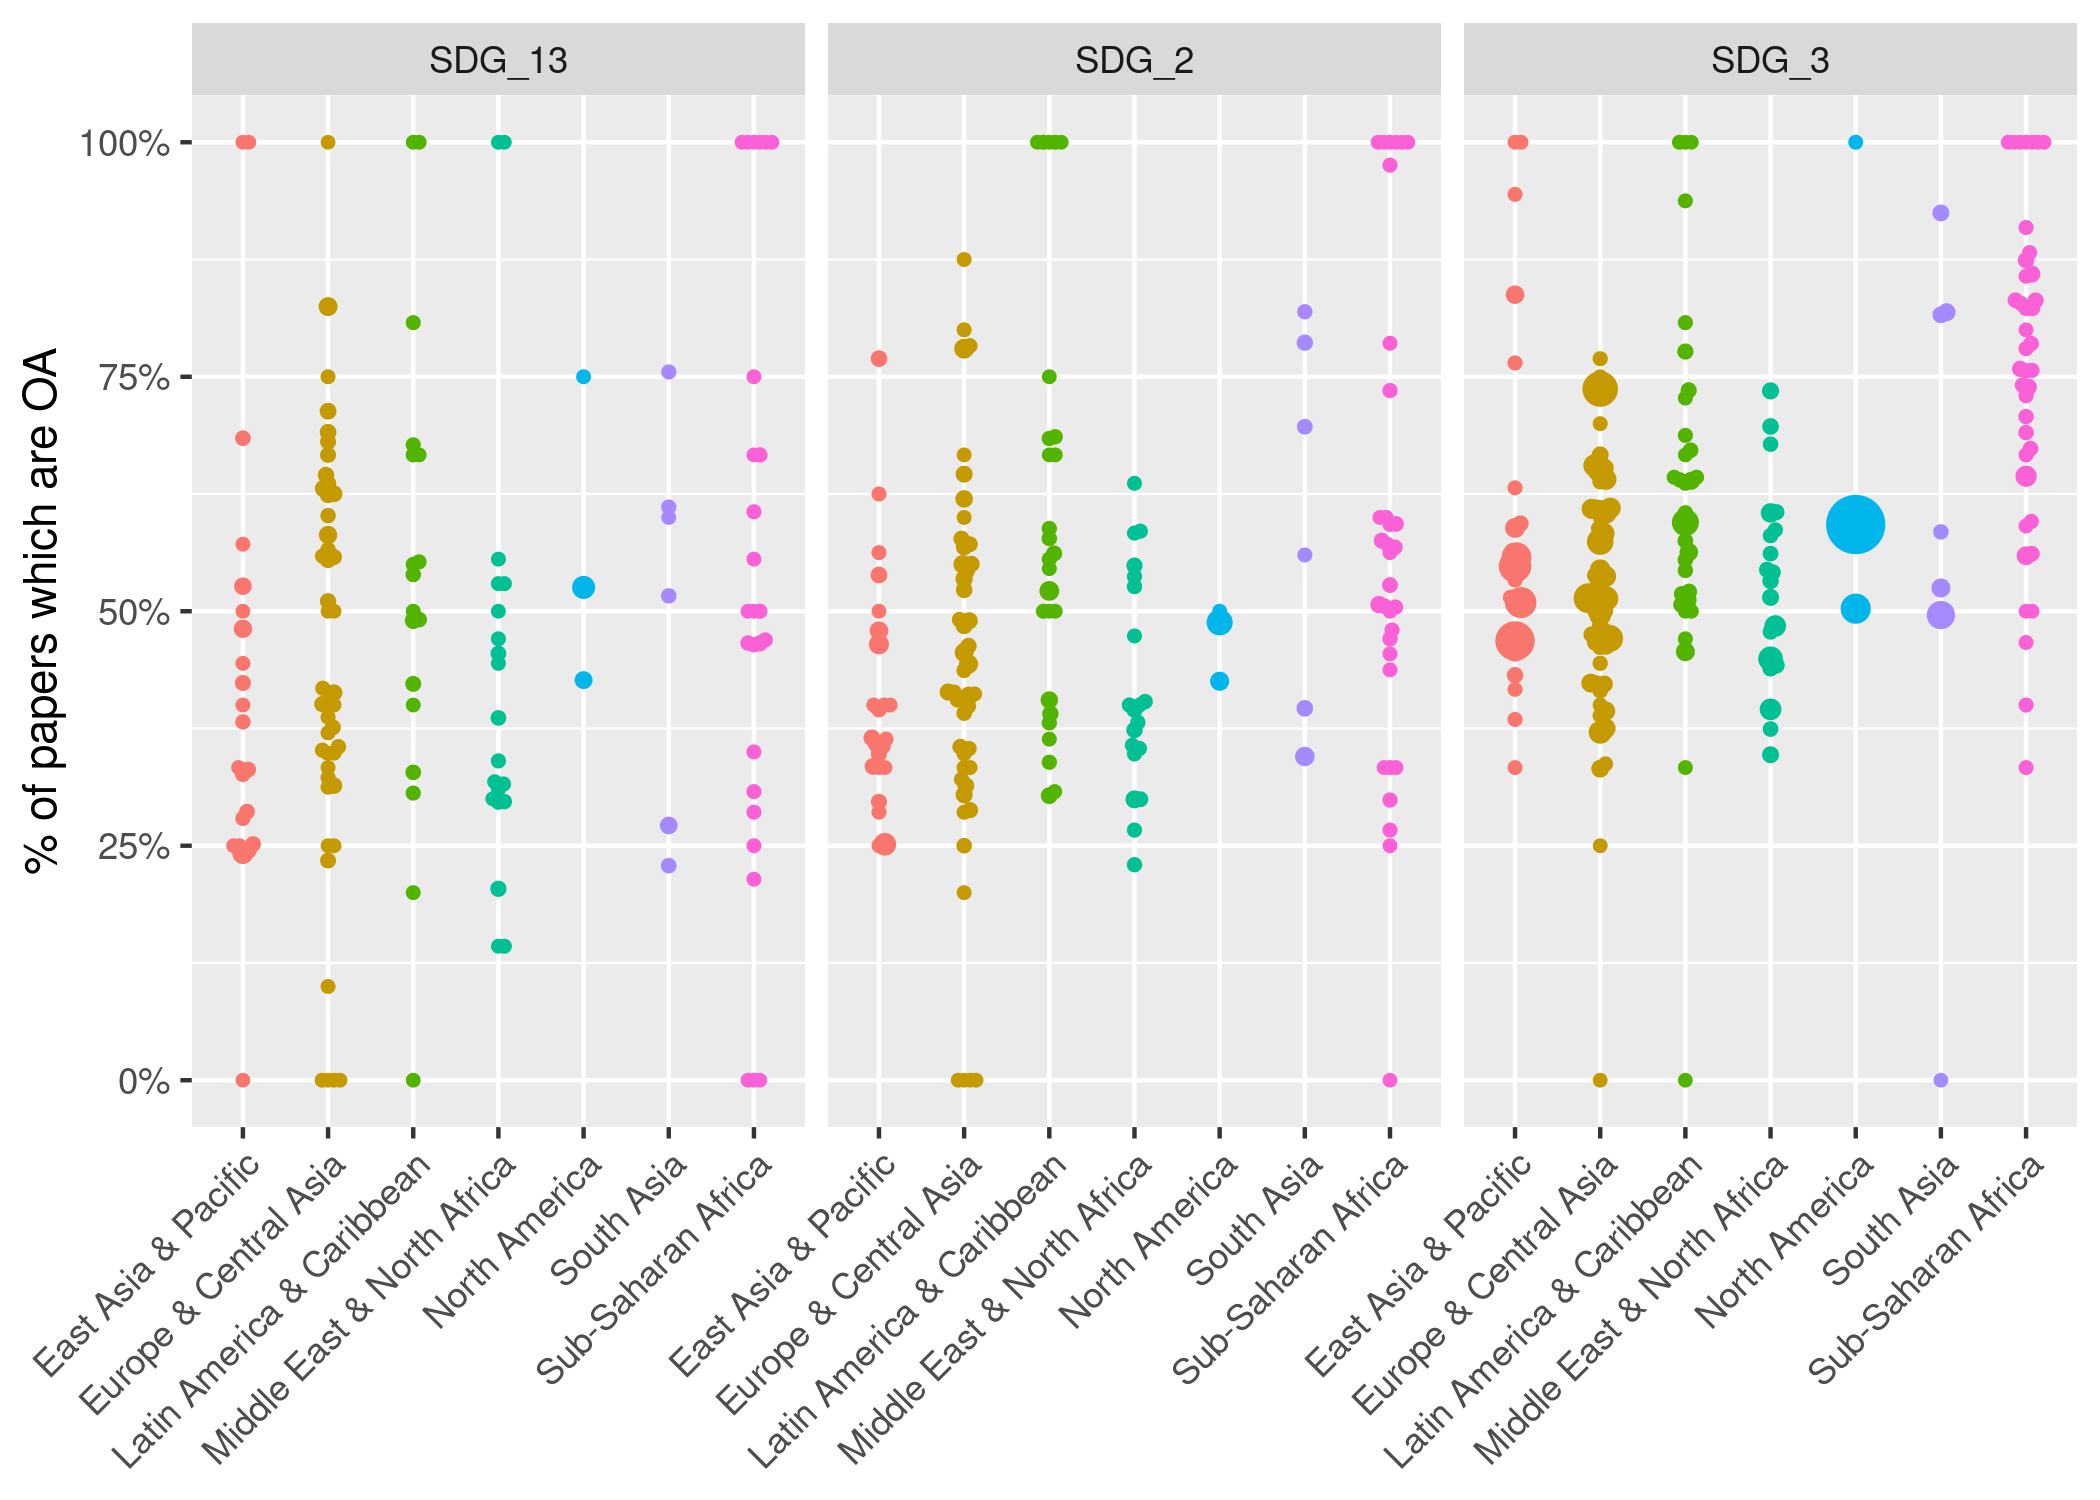 SDG_13 SDG_2 SDG_3
% of papers which are OA
100%
75%
50%
25%
0%
East Asia & Pacific
Europe & Central Asia
Latin America & Caribbean
Middle East & North Africa
North America
South Asia
Sub-Saharan Africa
East Asia & Pacific
Europe & Central Asia
Latin America & Caribbean
Middle East & North Africa
North America
South Asia
Sub-Saharan Africa
East Asia & Pacific
Europe & Central Asia
Latin America & Caribbean
Middle East & North Africa
North America
South Asia
Sub-Saharan Africa